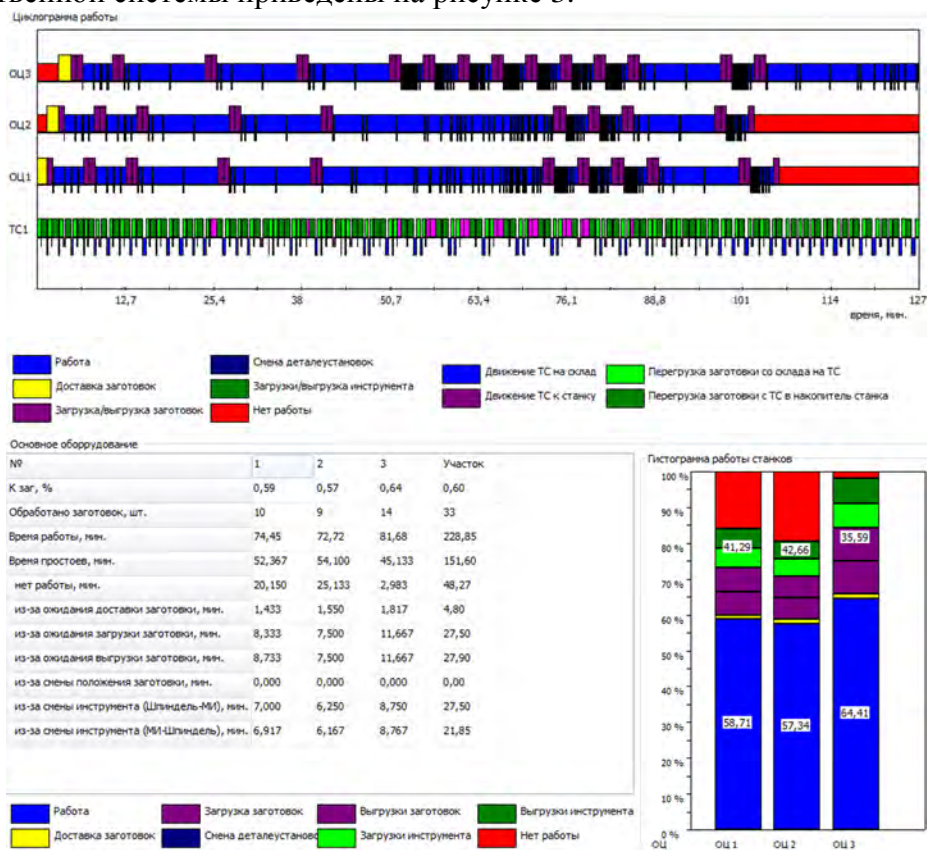 ственной системы приведены на рисунке 3.
Циклограмма работы
ОЦ3
ОЦ2
ОЦ1
ТС1
12,7 25,4 38 50,7 63,4 76,1 88,8 101 114 127
время, мин.
Работа Смена деталеустановок Движение ТС на склад Перегрузка заготовки со склада на ТС
Доставка заготовок Загрузки/выгрузка инструмента Движение ТС к станку Перегрузка заготовки с ТС в накопитель станка
Загрузка/выгрузка заготовок Нет работы
Основное оборрудование
№ 1 2 3 Участок
К заг, % 0,59 0,57 0,64 0,60
Обработано заготовок, шт. 10 9 14 33
Время работы, мин. 74,45 72,72 81,68 228,85
Время простоев, мин. 52,367 54,100 45,133 151,60
нет работы, мин. 20,150 25,133 2,983 48,27
из-за ожидания доставки заготовки, мин. 1,433 1,550 1,817 4,80
из-за ожидания загрузки заготовки, мин. 8,333 7,500 11,667 27,50
из-за ожидания выгрузки заготовки, мин. 8,733 7,500 11,667 27,90
из-за смены положения заготовки, мин. 0,000 0,000 0,000 0,00
из-за смены инструмента (Шпиндель-МИ), мин. 7,000 6,250 8,750 27,50
из-за смены инструмента (МИ-Шпиндель), мин. 6,917 6,167 8,767 21,85
Гистограмма работы станков
100 %
90 %
80 %
70 %
60 %
50 %
40 %
30 %
20 %
10 %
0 %
41,29 42,66 35,59
58,71 57,34 64,41
ОЦ ОЦ 1 ОЦ 2 ОЦ 3
Работа Загрузка заготовок Выгрузки заготовок Выгрузки инструмента
Доставка заготовок Смена деталеустаново Загрузки инструмента Нет работы